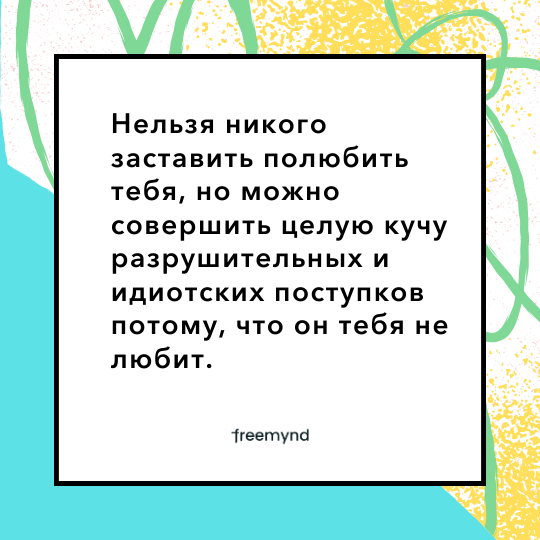 Нельзя никого
заставить полюбить
тебя, но можно
совершить целую кучу
разрушительных и
идиотских поступков
потому, что он тебя не
любит.
freemynd